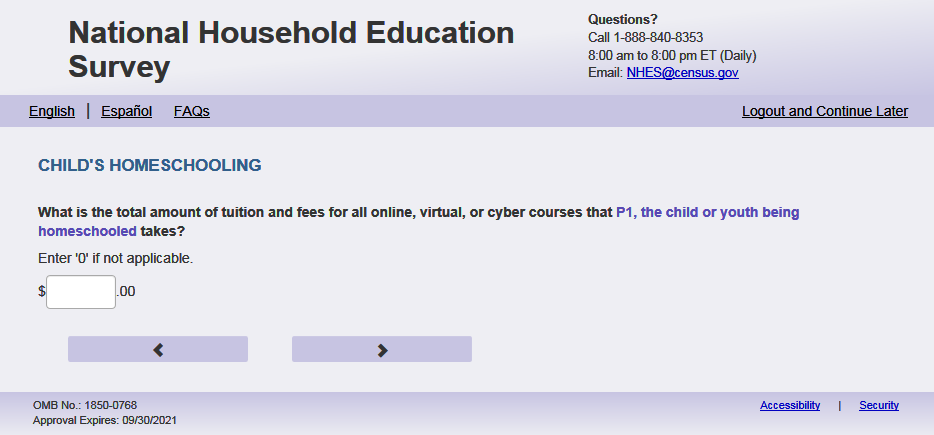 National Household Education
Survey
Questions?
Call 1-888-840-8353
8:00 am to 8:00 pm ET (Daily)
Email: NHES@census.gov
English | Español FAQs
Logout and Continue Later
CHILD'S HOMESCHOOLING
What is the total amount of tuition and fees for all online, virtual, or cyber courses that P1, the child or youth being
homeschooled takes?
Enter '0' if not applicable.
$ .00
OMB No.: 1850-0768
Approval Expires: 09/30/2021
Accessibility | Security